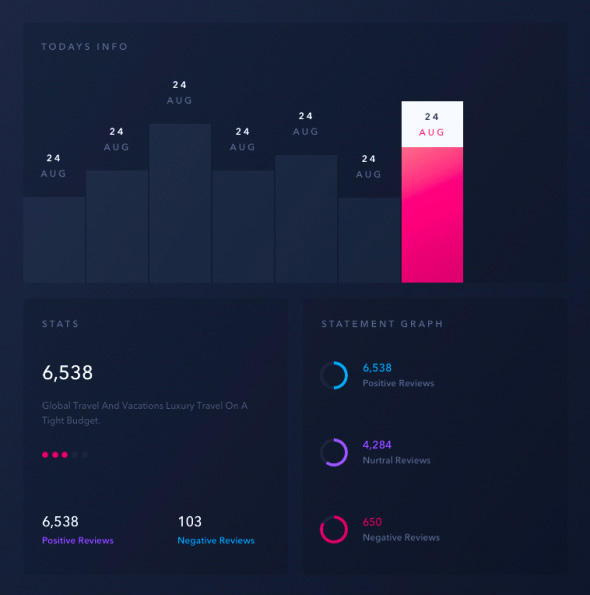 TODAYS INFO
24
AUG
24
AUG
24
AUG
24
AUG
24
AUG
24
AUG
24
AUG
STATS
6,538
Global Travel And Vacations Luxury Travel On A
Tight Budget.
6,538
Positive Reviews
103
Negative Reviews
STATEMENT GRAPH
6,538
Positive Reviews
4,284
Nurtral Reviews
650
Negative Reviews